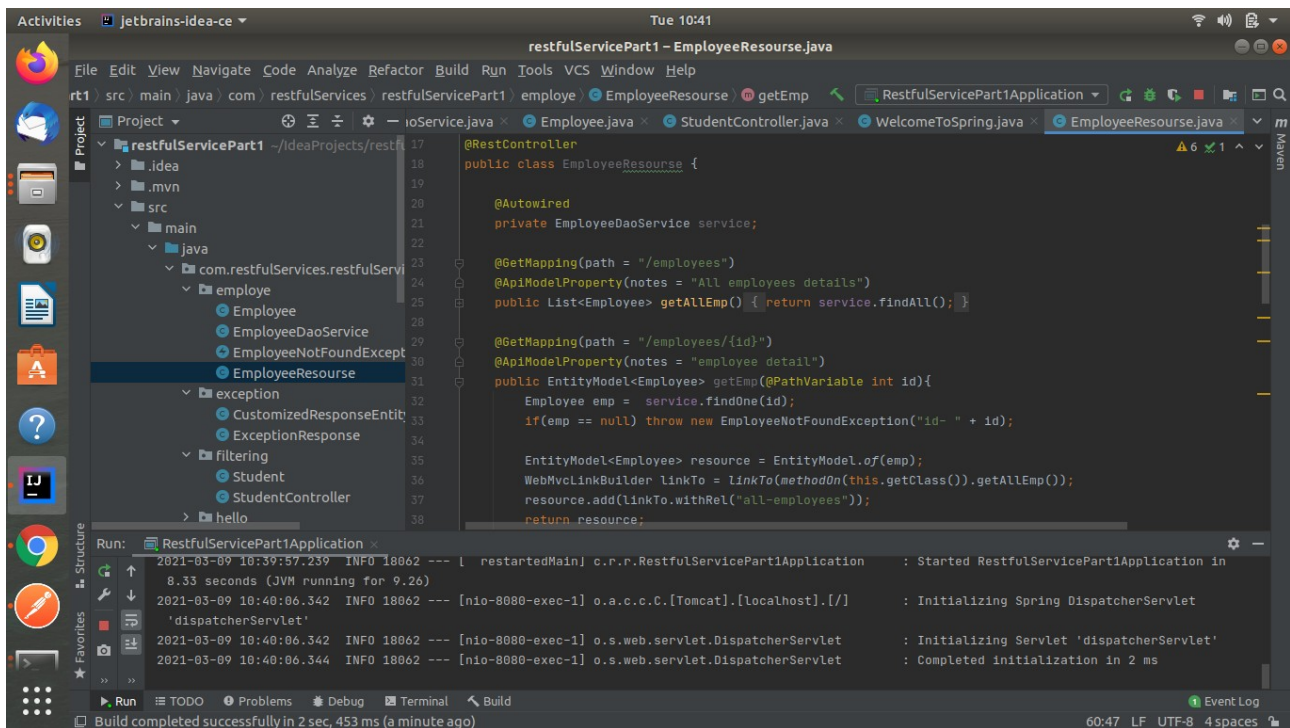 Activities jetbrains-idea-ce Tue 10:41
restfulServicePart1 – EmployeeResourse.java
File Edit View Navigate Code Analyze Refactor Build Run Tools VCS Window Help
rt1 src main java com restfulServices restfulServicePart1 employe EmployeeResourse getEmp RestfulServicePart1Application
Project oService.java Employee.java StudentController.java WelcomeToSpring.java EmployeeResourse.java
Project
Maven
restfulServicePart1 ~/IdeaProjects/restfu
.idea
.mvn
src
main
java
com.restfulServices.restfulServi
employe
Employee
EmployeeDaoService
EmployeeNotFoundExcept
EmployeeResourse
exception
CustomizedResponseEntit
ExceptionResponse
filtering
Student
StudentController
hello
6 1
17 @RestController
18 public class EmployeeResourse {
19
20 @Autowired
21 private EmployeeDaoService service;
22
23 @GetMapping(path = "/employees")
24 @ApiModelProperty(notes = "All employees details")
25 public List<Employee> getAllEmp() { return service.findAll(); }
28
29 @GetMapping(path = "/employees/{id}")
30 @ApiModelProperty(notes = "employee detail")
31 public EntityModel<Employee> getEmp(@PathVariable int id){
32 Employee emp =  service.findOne(id);
33 if(emp == null) throw new EmployeeNotFoundException("id- " + id);
34
35 EntityModel<Employee> resource = EntityModel.of(emp);
36 WebMvcLinkBuilder linkTo = linkTo(methodOn(this.getClass()).getAllEmp());
37 resource.add(linkTo.withRel("all-employees"));
38 return resource;
Structure
Favorites
Run: RestfulServicePart1Application
2021-03-09 10:39:57.239 INFO 18062 --- [ restartedMain] c.r.r.RestfulServicePart1Application : Started RestfulServicePart1Application in
8.33 seconds (JVM running for 9.26)
2021-03-09 10:40:06.342 INFO 18062 --- [nio-8080-exec-1] o.a.c.c.C.[Tomcat].[localhost].[/] : Initializing Spring DispatcherServlet
'dispatcherServlet'
2021-03-09 10:40:06.342 INFO 18062 --- [nio-8080-exec-1] o.s.web.servlet.DispatcherServlet : Initializing Servlet 'dispatcherServlet'
2021-03-09 10:40:06.344 INFO 18062 --- [nio-8080-exec-1] o.s.web.servlet.DispatcherServlet : Completed initialization in 2 ms
Run TODO Problems Debug Terminal Build 1 Event Log
Build completed successfully in 2 sec, 453 ms (a minute ago) 60:47 LF UTF-8 4 spaces